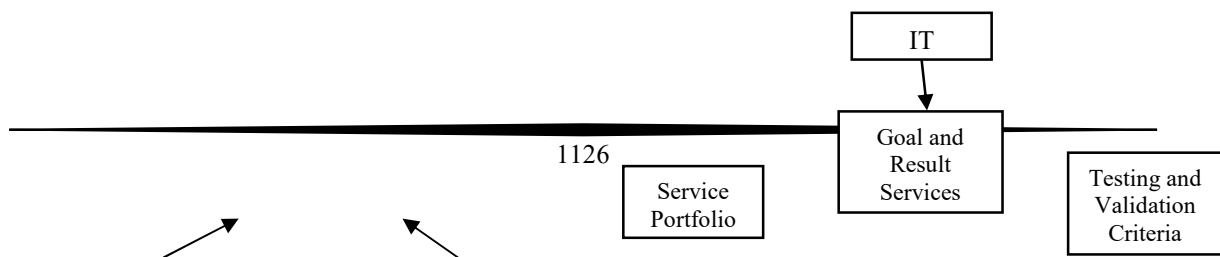 IT
1126
Goal and
Result
Services
Service
Portfolio
Testing and
Validation
Criteria